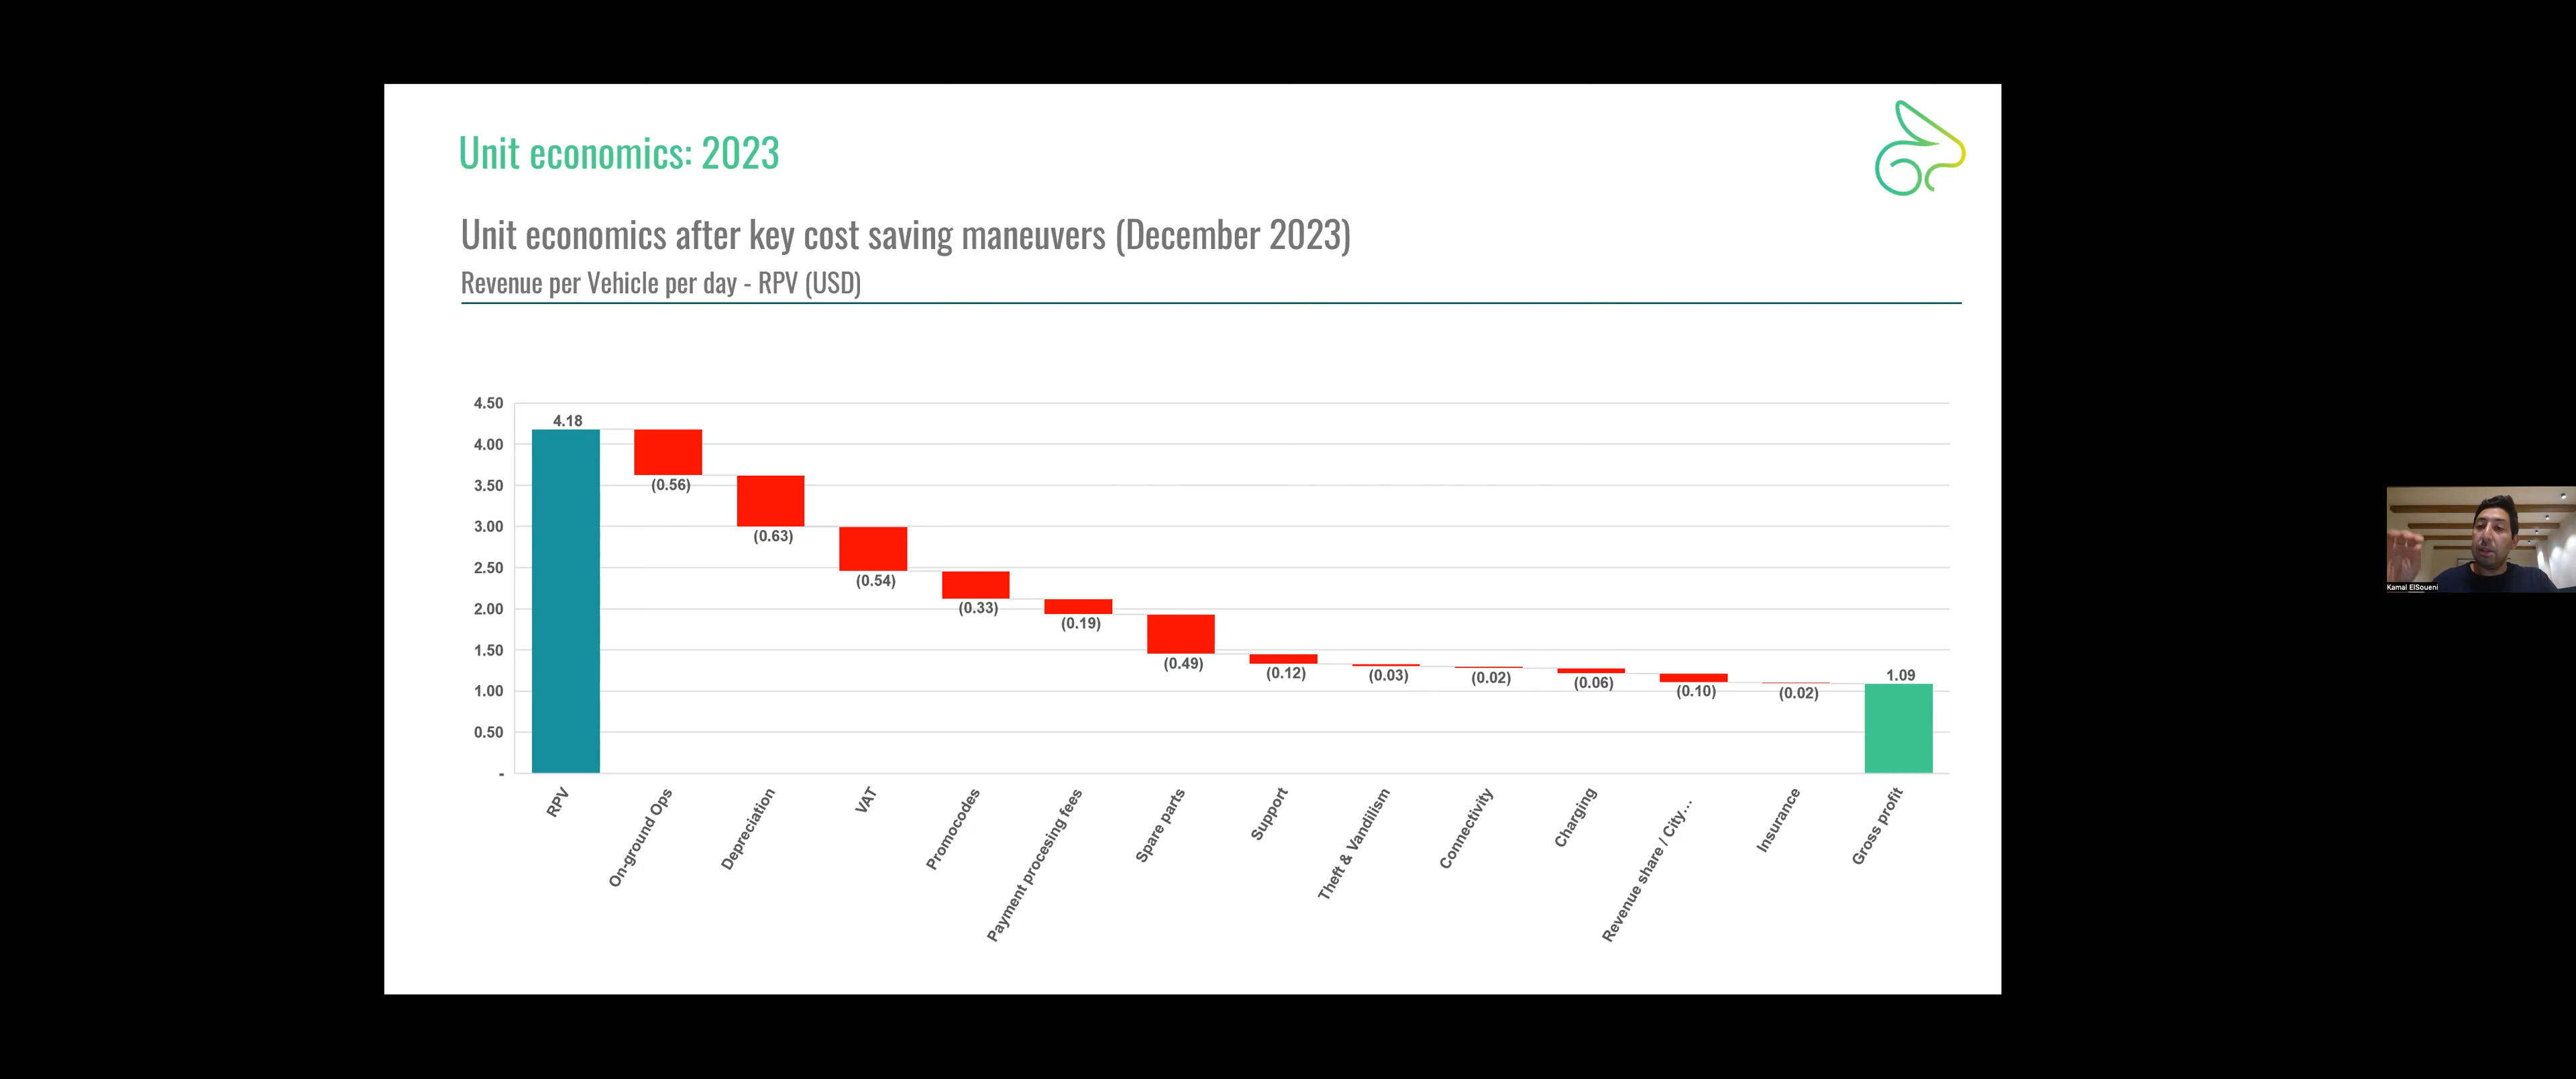 Unit economics: 2023
Unit economics after key cost saving maneuvers (December 2023)
Revenue per Vehicle per day - RPV (USD)
4.50
4.00
3.50
3.00
2.50
2.00
1.50
1.00
0.50
-
4.18
(0.56)
(0.63)
(0.54)
(0.33)
(0.19)
(0.49)
(0.12)
(0.03)
(0.02)
(0.06)
(0.10)
(0.02)
1.09
RPV
On-ground Ops
Depreciation
VAT
Promocodes
Payment procesing fees
Spare parts
Support
Theft & Vandilism
Connectivity
Charging
Revenue share / City...
Insurance
Gross profit
Kamal ElSoueni